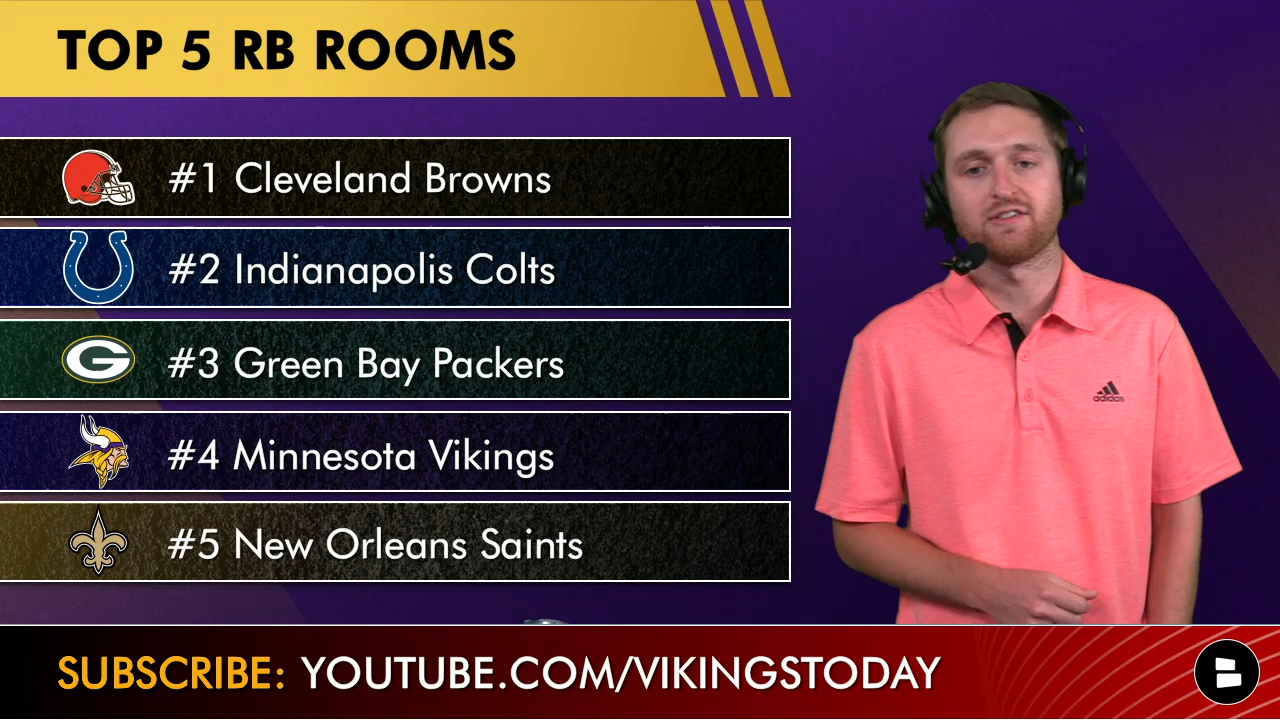 TOP 5 RB ROOMS
#1 Cleveland Browns
#2 Indianapolis Colts
#3 Green Bay Packers
#4 Minnesota Vikings
#5 New Orleans Saints
adidas
SUBSCRIBE: YOUTUBE.COM/VIKINGSTODAY